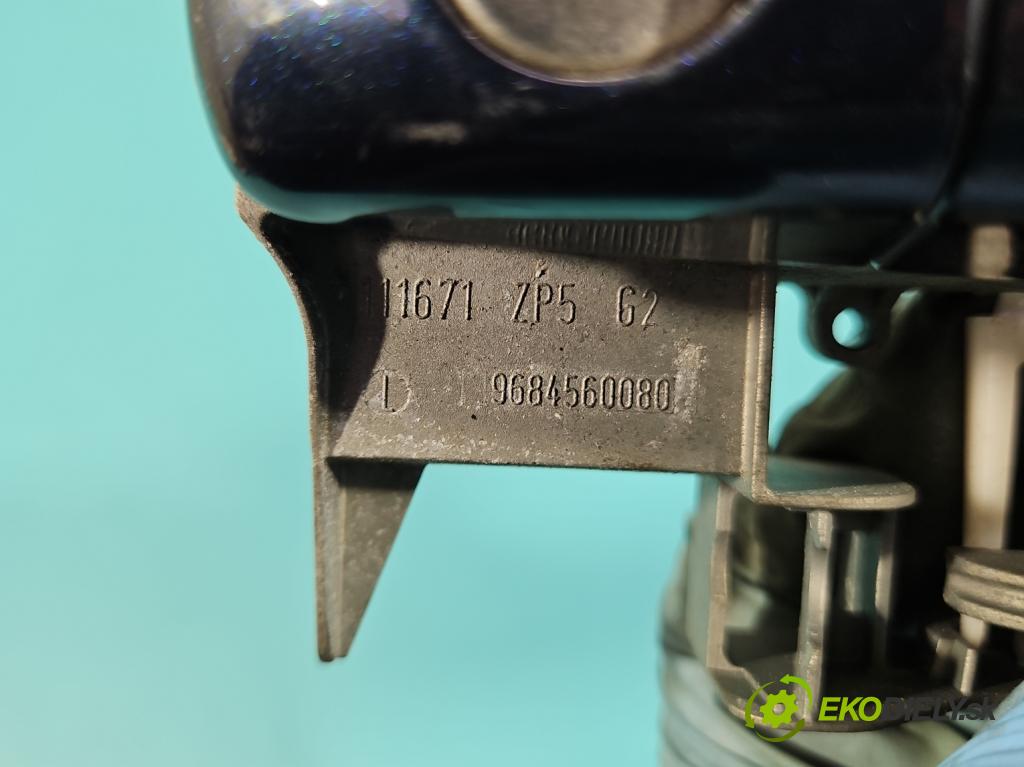 11671 ZP5 G2
D 9684560080
EKODIELY.sk